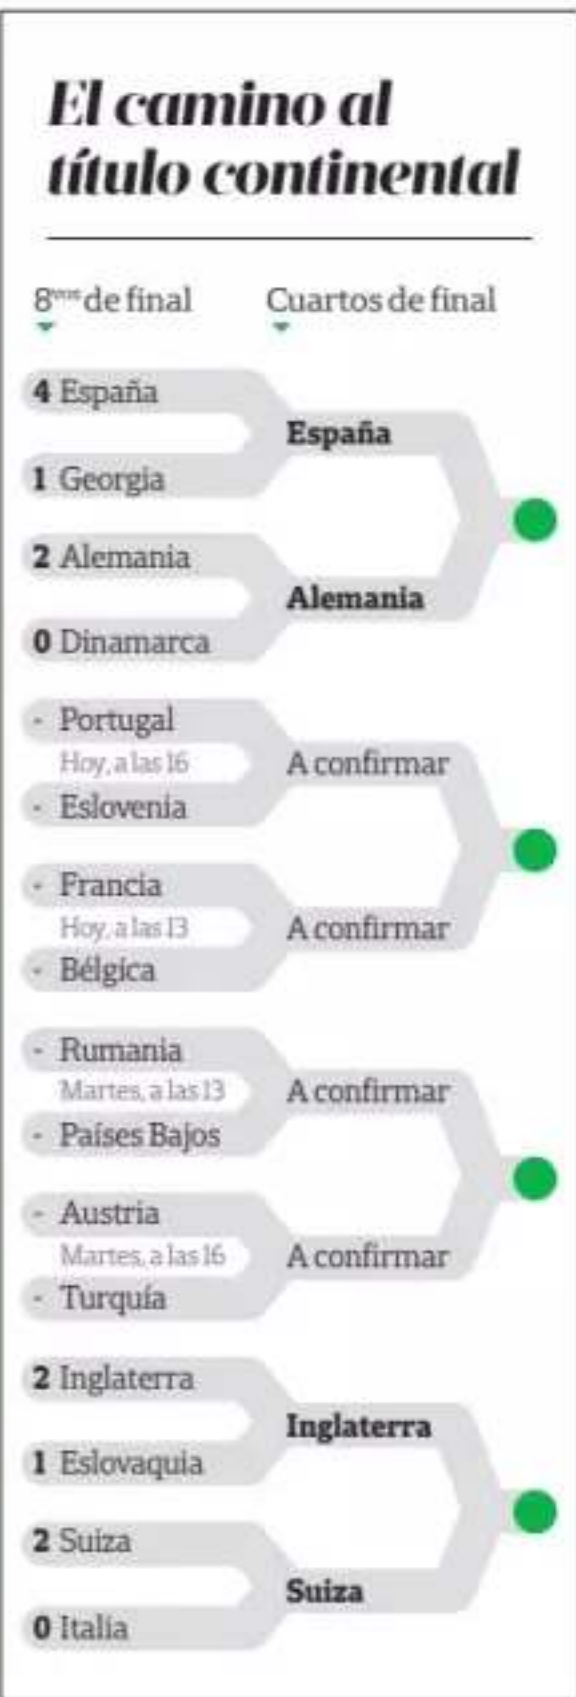 El camino al
título continental
8vos de final
Cuartos de final
4 España
España
1 Georgia
2 Alemania
Alemania
0 Dinamarca
- Portugal
Hoy, a las 16
A confirmar
- Eslovenia
- Francia
Hoy, a las 13
A confirmar
- Bélgica
- Rumania
Martes, a las 13
A confirmar
- Países Bajos
- Austria
Martes, a las 16
A confirmar
- Turquía
2 Inglaterra
Inglaterra
1 Eslovaquia
2 Suiza
Suiza
0 Italia